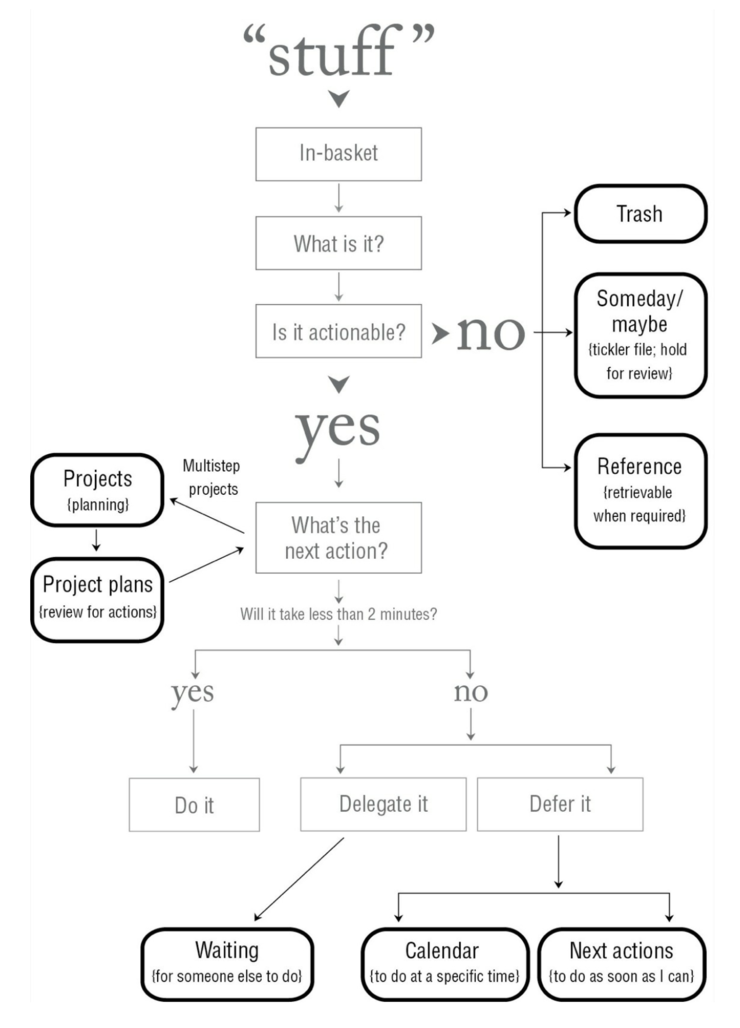 “stuff”
In-basket
What is it?
Is it actionable?
no
Trash
Someday/
maybe
{tickler file; hold
for review}
Reference
{retrievable
when required}
yes
Multistep
projects
Projects
{planning}
Project plans
{review for actions}
What's the
next action?
Will it take less than 2 minutes?
yes
no
Do it
Delegate it
Defer it
Waiting
{for someone else to do}
Calendar
{to do at a specific time}
Next actions
{to do as soon as I can}